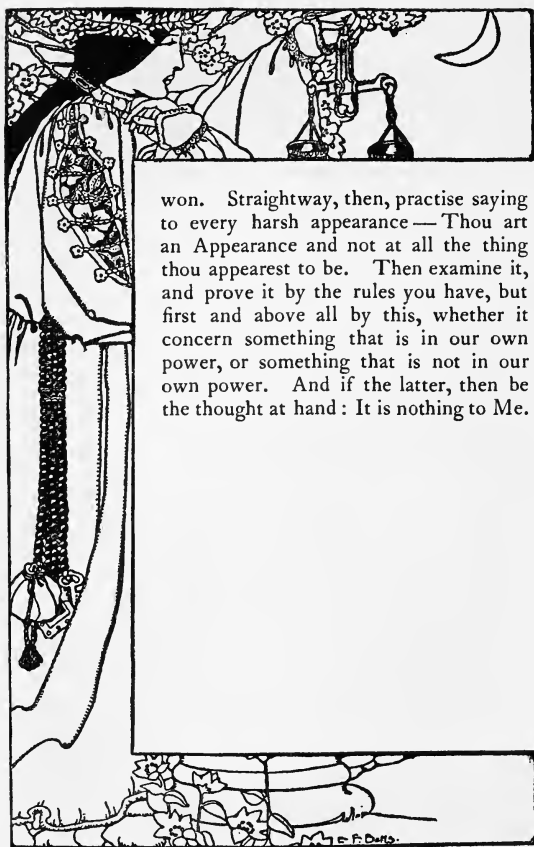 won. Straightway, then, practise saying
to every harsh appearance — Thou art
an Appearance and not at all the thing
thou appearest to be. Then examine it,
and prove it by the rules you have, but
first and above all by this, whether it
concern something that is in our own
power, or something that is not in our
own power. And if the latter, then be
the thought at hand : It is nothing to Me.